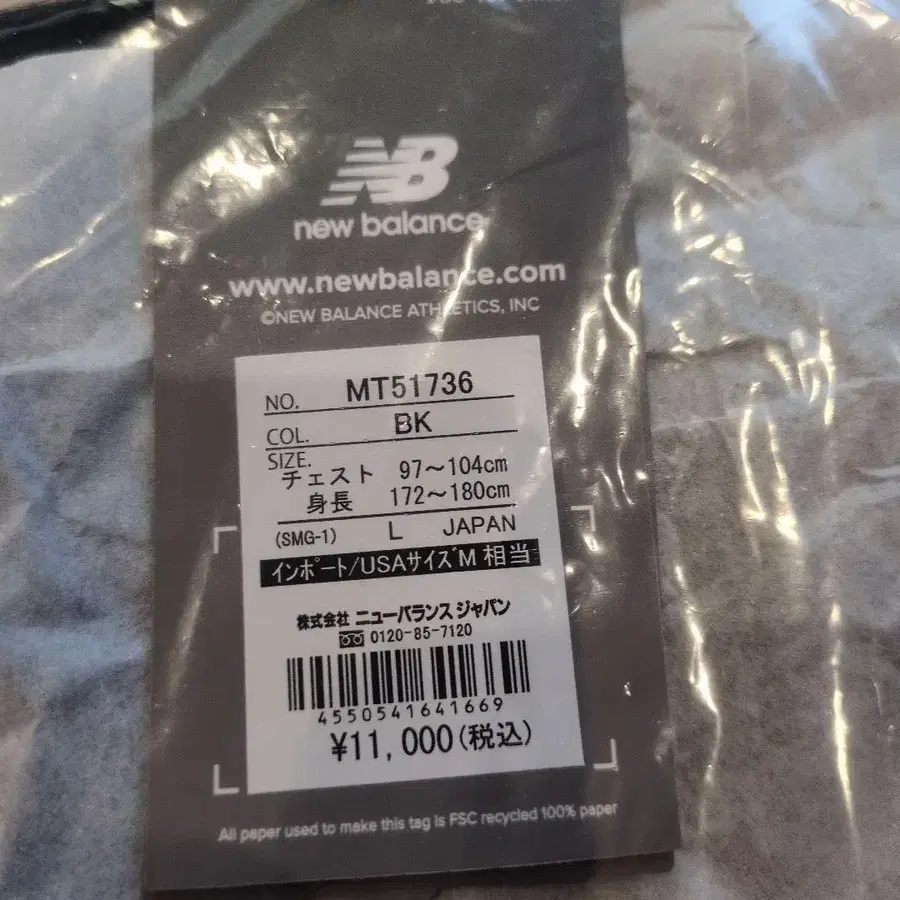 NB
new balance
www.newbalance.com
©NEW BALANCE ATHLETICS, INC
NO. MT51736
COL. BK
SIZE.
チェスト 97～104cm
身長 172～180cm
(SMG-1) L JAPAN
インポート/USAサイズM 相当
株式会社 ニューバランス ジャパン
0120-85-7120
4550541641669
¥11,000(税込)
All paper used to make this tag is FSC recycled 100% paper